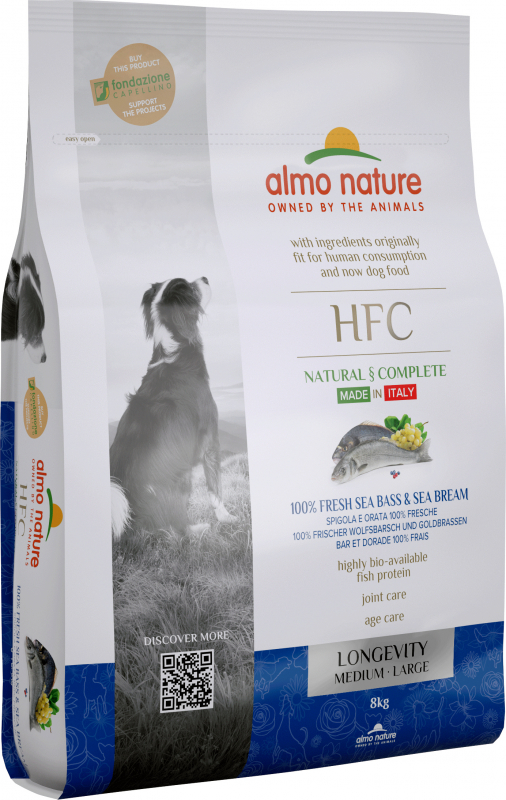 BUY
THIS PRODUCT
fondazione
CAPELLINO
SUPPORT
THE PROJECTS
easy open
almo nature
OWNED BY THE ANIMALS
with ingredients originally
fit for human consumption
and now dog food
HFC
NATURAL § COMPLETE
MADE IN ITALY
100% FRESH SEA BASS & SEA BREAM
SPIGOLA E ORATA 100% FRESCHE
100% FRISCHER WOLFSBARSCH UND GOLDBRASSEN
BAR ET DORADE 100% FRAIS
highly bio-available
fish protein
joint care
age care
DISCOVER MORE
LONGEVITY
MEDIUM · LARGE
8kg
almo nature
OWNED BY THE ANIMALS
almo nature
OWNED BY THE ANIMALS
HFC
100% FRESH SEA BASS & SEA BREAM